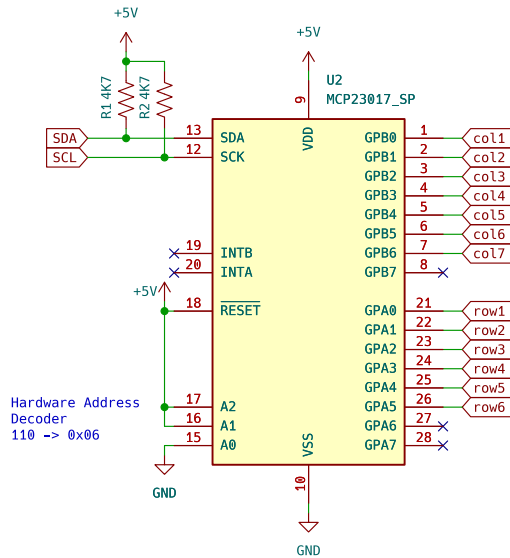 +5V
+5V
R1 4K7
R2 4K7
U2
MCP23017_SP
9
VDD
SDA
13
SDA
GPB0
1
col1
SCL
12
SCK
GPB1
2
col2
GPB2
3
col3
GPB3
4
col4
GPB4
5
col5
GPB5
6
col6
19
INTB
GPB6
7
col7
20
INTA
GPB7
8
+5V
18
RESET
GPA0
21
row1
GPA1
22
row2
GPA2
23
row3
GPA3
24
row4
GPA4
25
row5
Hardware Address
Decoder
110 -> 0x06
17
A2
GPA5
26
row6
16
A1
GPA6
27
15
A0
GPA7
28
VSS
10
GND
GND